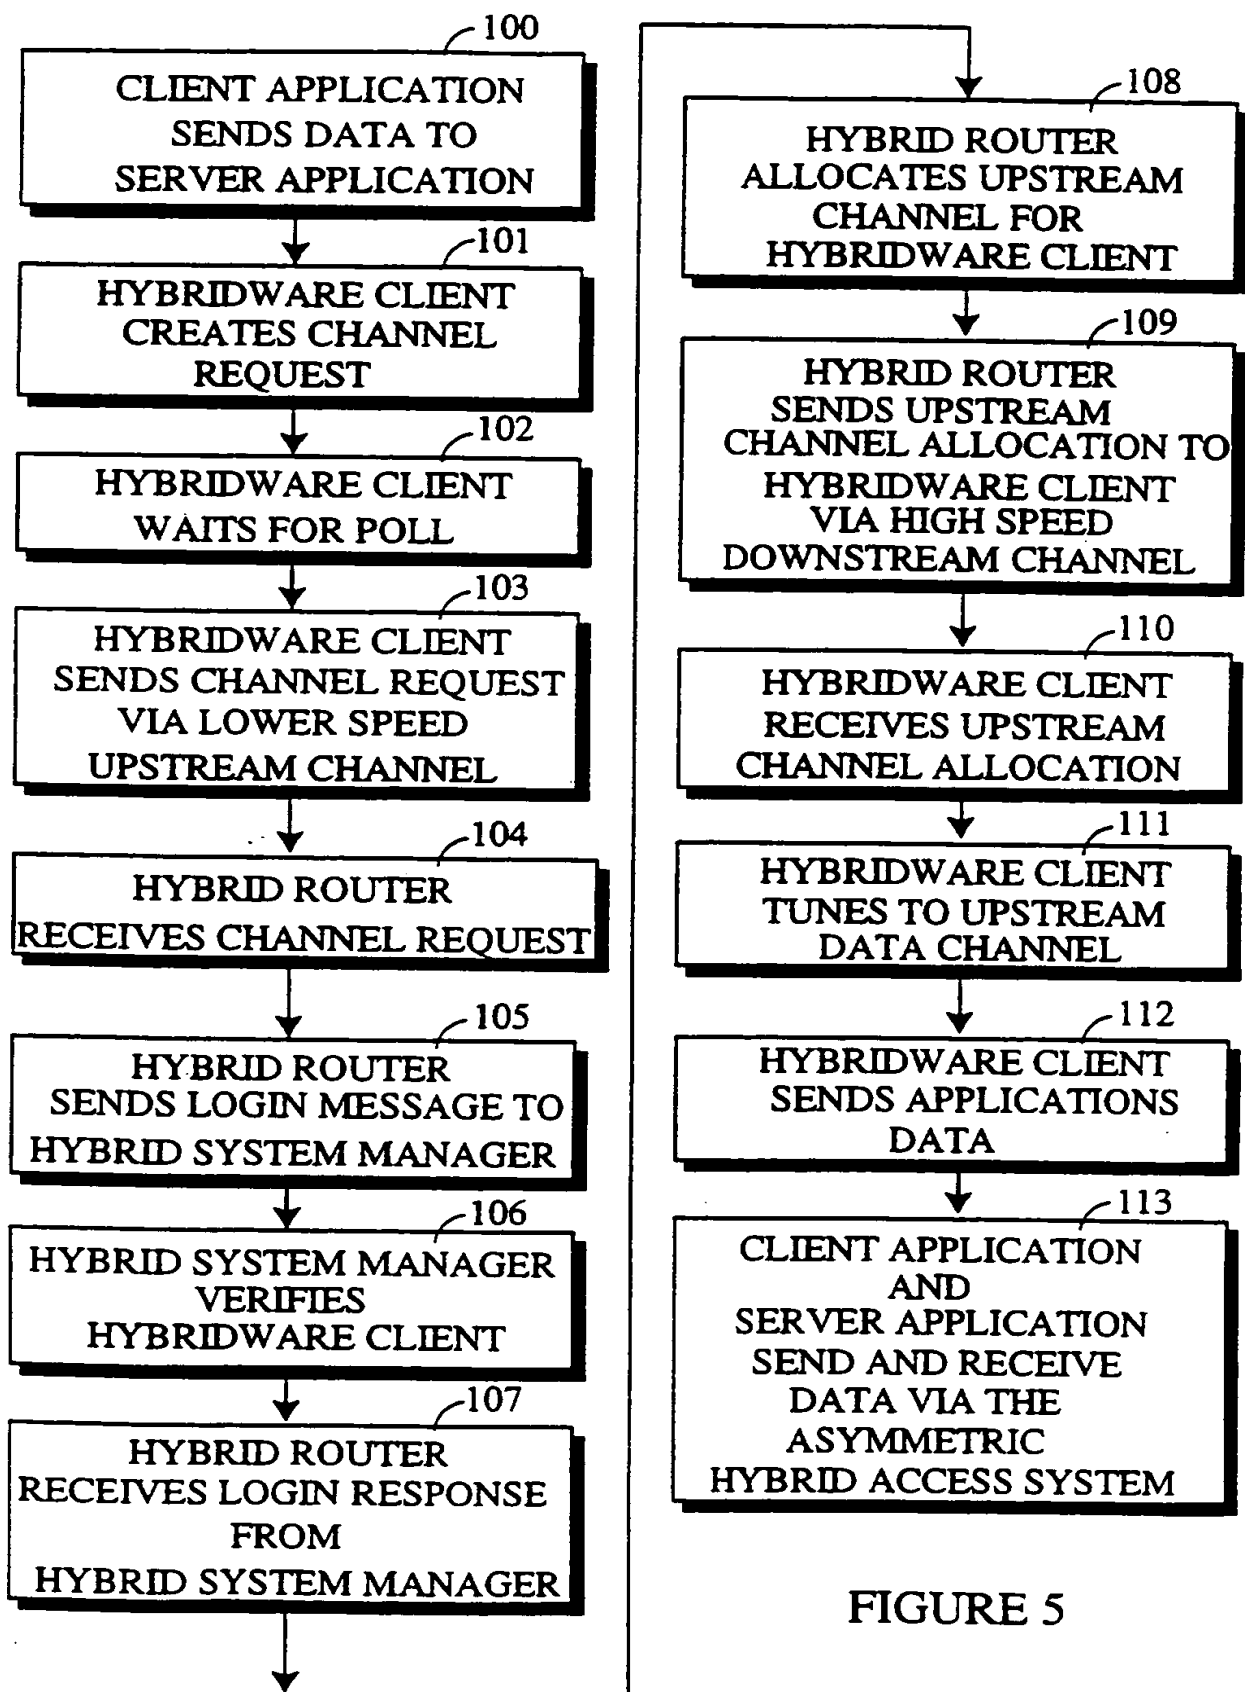 100
CLIENT APPLICATION
SENDS DATA TO
SERVER APPLICATION
101
HYBRIDWARE CLIENT
CREATES CHANNEL
REQUEST
102
HYBRIDWARE CLIENT
WAITS FOR POLL
103
HYBRIDWARE CLIENT
SENDS CHANNEL REQUEST
VIA LOWER SPEED
UPSTREAM CHANNEL
104
HYBRID ROUTER
RECEIVES CHANNEL REQUEST
105
HYBRID ROUTER
SENDS LOGIN MESSAGE TO
HYBRID SYSTEM MANAGER
106
HYBRID SYSTEM MANAGER
VERIFIES
HYBRIDWARE CLIENT
107
HYBRID ROUTER
RECEIVES LOGIN RESPONSE
FROM
HYBRID SYSTEM MANAGER
108
HYBRID ROUTER
ALLOCATES UPSTREAM
CHANNEL FOR
HYBRIDWARE CLIENT
109
HYBRID ROUTER
SENDS UPSTREAM
CHANNEL ALLOCATION TO
HYBRIDWARE CLIENT
VIA HIGH SPEED
DOWNSTREAM CHANNEL
110
HYBRIDWARE CLIENT
RECEIVES UPSTREAM
CHANNEL ALLOCATION
111
HYBRIDWARE CLIENT
TUNES TO UPSTREAM
DATA CHANNEL
112
HYBRIDWARE CLIENT
SENDS APPLICATIONS
DATA
113
CLIENT APPLICATION
AND
SERVER APPLICATION
SEND AND RECEIVE
DATA VIA THE
ASYMMETRIC
HYBRID ACCESS SYSTEM
FIGURE 5